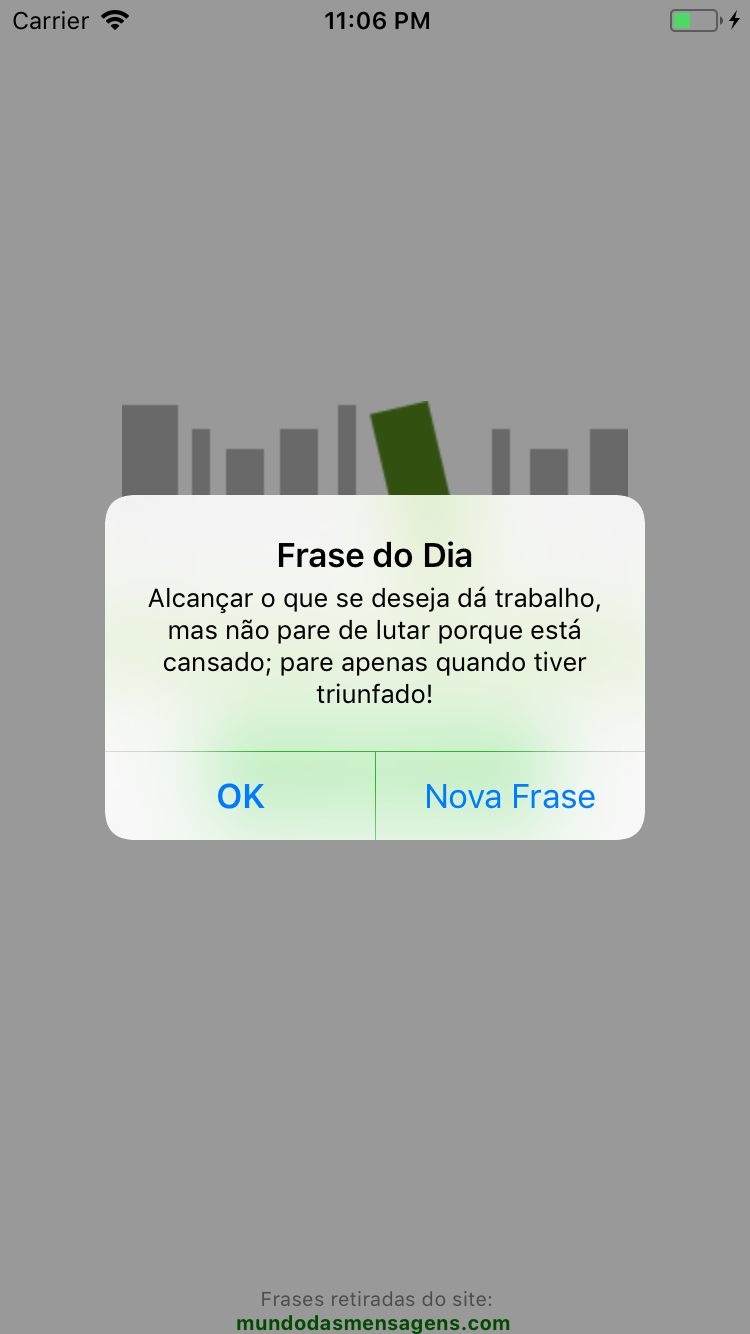 Carrier 11:06 PM
Frase do Dia
Alcançar o que se deseja dá trabalho,
mas não pare de lutar porque está
cansado; pare apenas quando tiver
triunfado!
OK Nova Frase
Frases retiradas do site:
mundodasmensagens.com